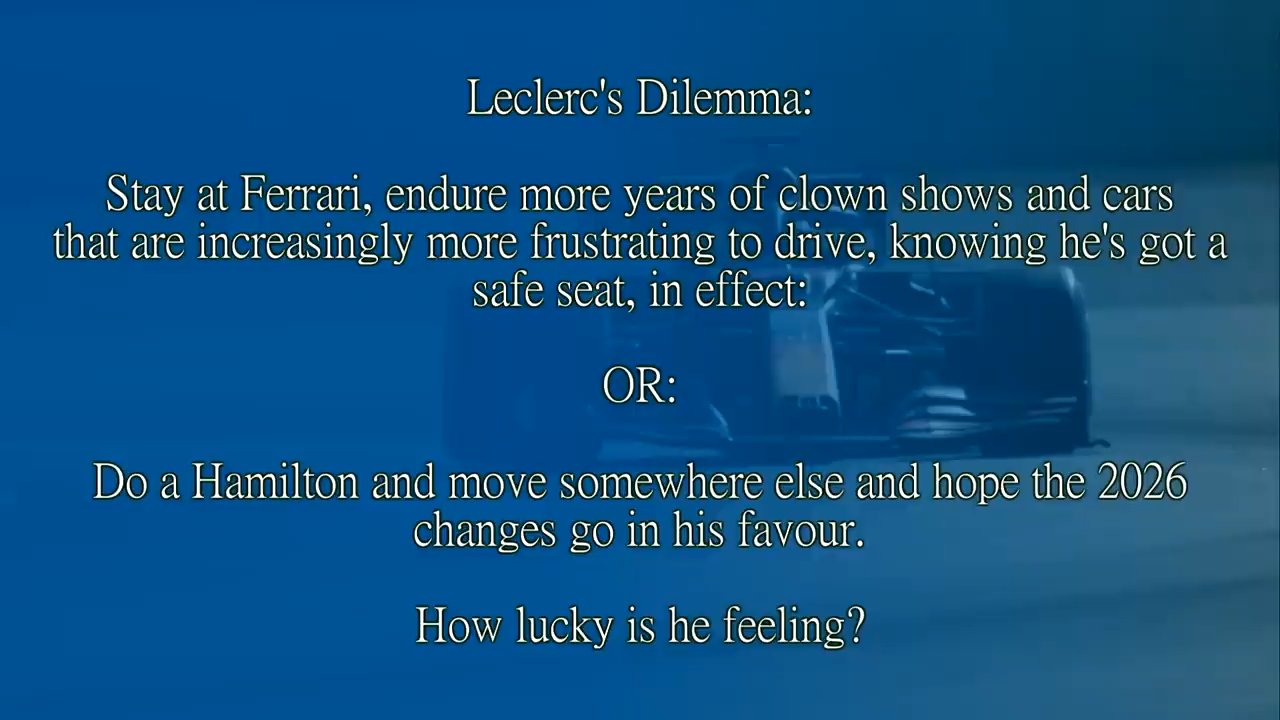 Leclerc's Dilemma:
Stay at Ferrari, endure more years of clown shows and cars
that are increasingly more frustrating to drive, knowing he's got a
safe seat, in effect:
OR:
Do a Hamilton and move somewhere else and hope the 2026
changes go in his favour.
How lucky is he feeling?